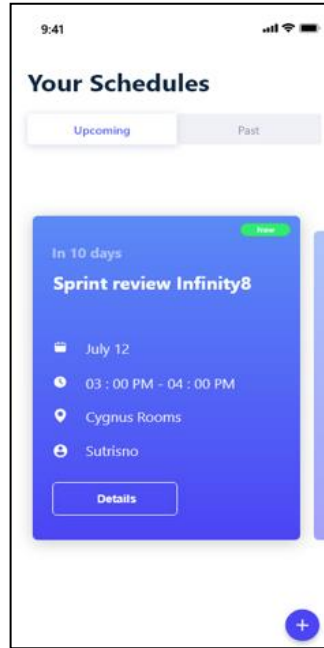 9:41
Your Schedules
Upcoming Past
New
In 10 days
Sprint review Infinity8
July 12
03 : 00 PM - 04 : 00 PM
Cygnus Rooms
Sutrisno
Details
+